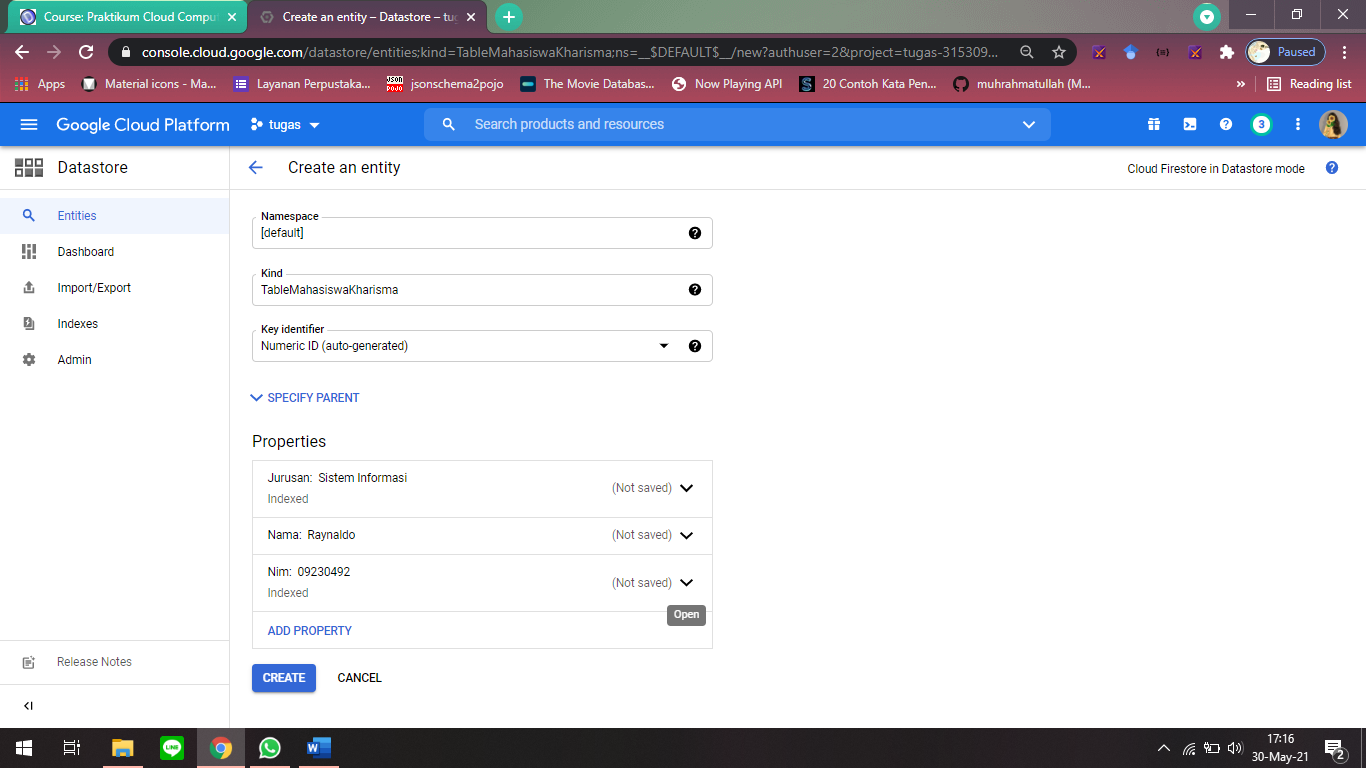 Course: Praktikum Cloud Comput
Create an entity – Datastore – tug
console.cloud.google.com/datastore/entities;kind=TableMahasiswaKharisma;ns=__$DEFAULT$__/new?authuser=2&project=tugas-315309...
Paused
Apps
Material icons - Ma...
Layanan Perpustaka...
JSON POJO
jsonschema2pojo
The Movie Databas...
Now Playing API
20 Contoh Kata Pen...
muhrahmatullah (M...
»
Reading list
Google Cloud Platform
tugas
Search products and resources
3
Datastore
Create an entity
Cloud Firestore in Datastore mode
Entities
Dashboard
Import/Export
Indexes
Admin
Release Notes
Namespace
[default]
Kind
TableMahasiswaKharisma
Key identifier
Numeric ID (auto-generated)
SPECIFY PARENT
Properties
Jurusan: Sistem Informasi
Indexed
(Not saved)
Nama: Raynaldo
(Not saved)
Nim: 09230492
Indexed
(Not saved)
Open
ADD PROPERTY
CREATE
CANCEL
LINE
17:16
30-May-21
2